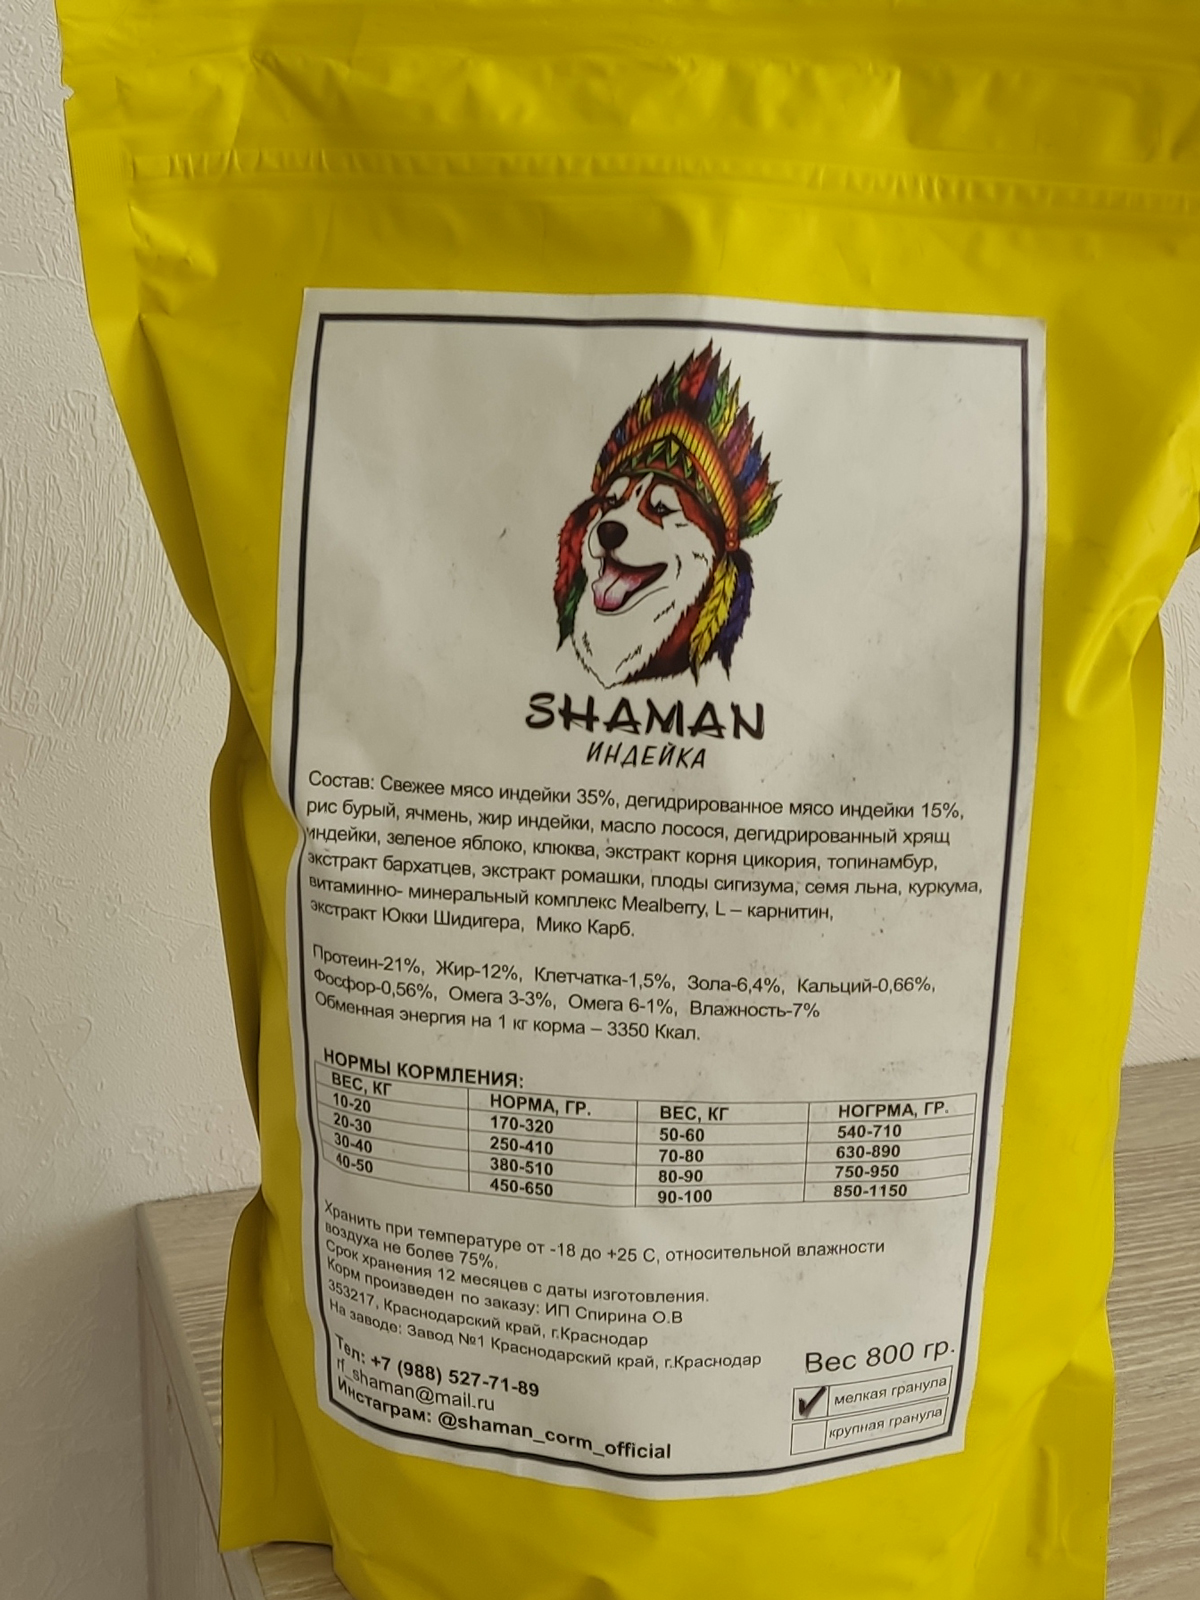 SHAMAN
ИНДЕЙКА
Состав: Свежее мясо индейки 35%, дегидрированное мясо индейки 15%,
рис бурый, ячмень, жир индейки, масло лосося, дегидрированный хрящ
индейки, зеленое яблоко, клюква, экстракт корня цикория, топинамбур,
экстракт бархатцев, экстракт ромашки, плоды сигизума, семя льна, куркума,
витаминно- минеральный комплекс Mealberry, L – карнитин,
экстракт Юкки Шидигера, Мико Карб.
Протеин-21%, Жир-12%, Клетчатка-1,5%, Зола-6,4%, Кальций-0,66%,
Фосфор-0,56%, Омега 3-3%, Омега 6-1%, Влажность-7%
Обменная энергия на 1 кг корма – 3350 Ккал.
НОРМЫ КОРМЛЕНИЯ:
ВЕС, КГ НОРМА, ГР. ВЕС, КГ НОГРМА, ГР.
10-20 170-320 50-60 540-710
20-30 250-410 70-80 630-890
30-40 380-510 80-90 750-950
40-50 450-650 90-100 850-1150
Хранить при температуре от -18 до +25 С, относительной влажности
воздуха не более 75%.
Срок хранения 12 месяцев с даты изготовления.
Корм произведен по заказу: ИП Спирина О.В
353217, Краснодарский край, г.Краснодар
На заводе: Завод №1 Краснодарский край, г.Краснодар
Тел: +7 (988) 527-71-89
rf_shaman@mail.ru
Инстаграм: @shaman_corm_official
Вес 800 гр.
мелкая гранула
крупная гранула